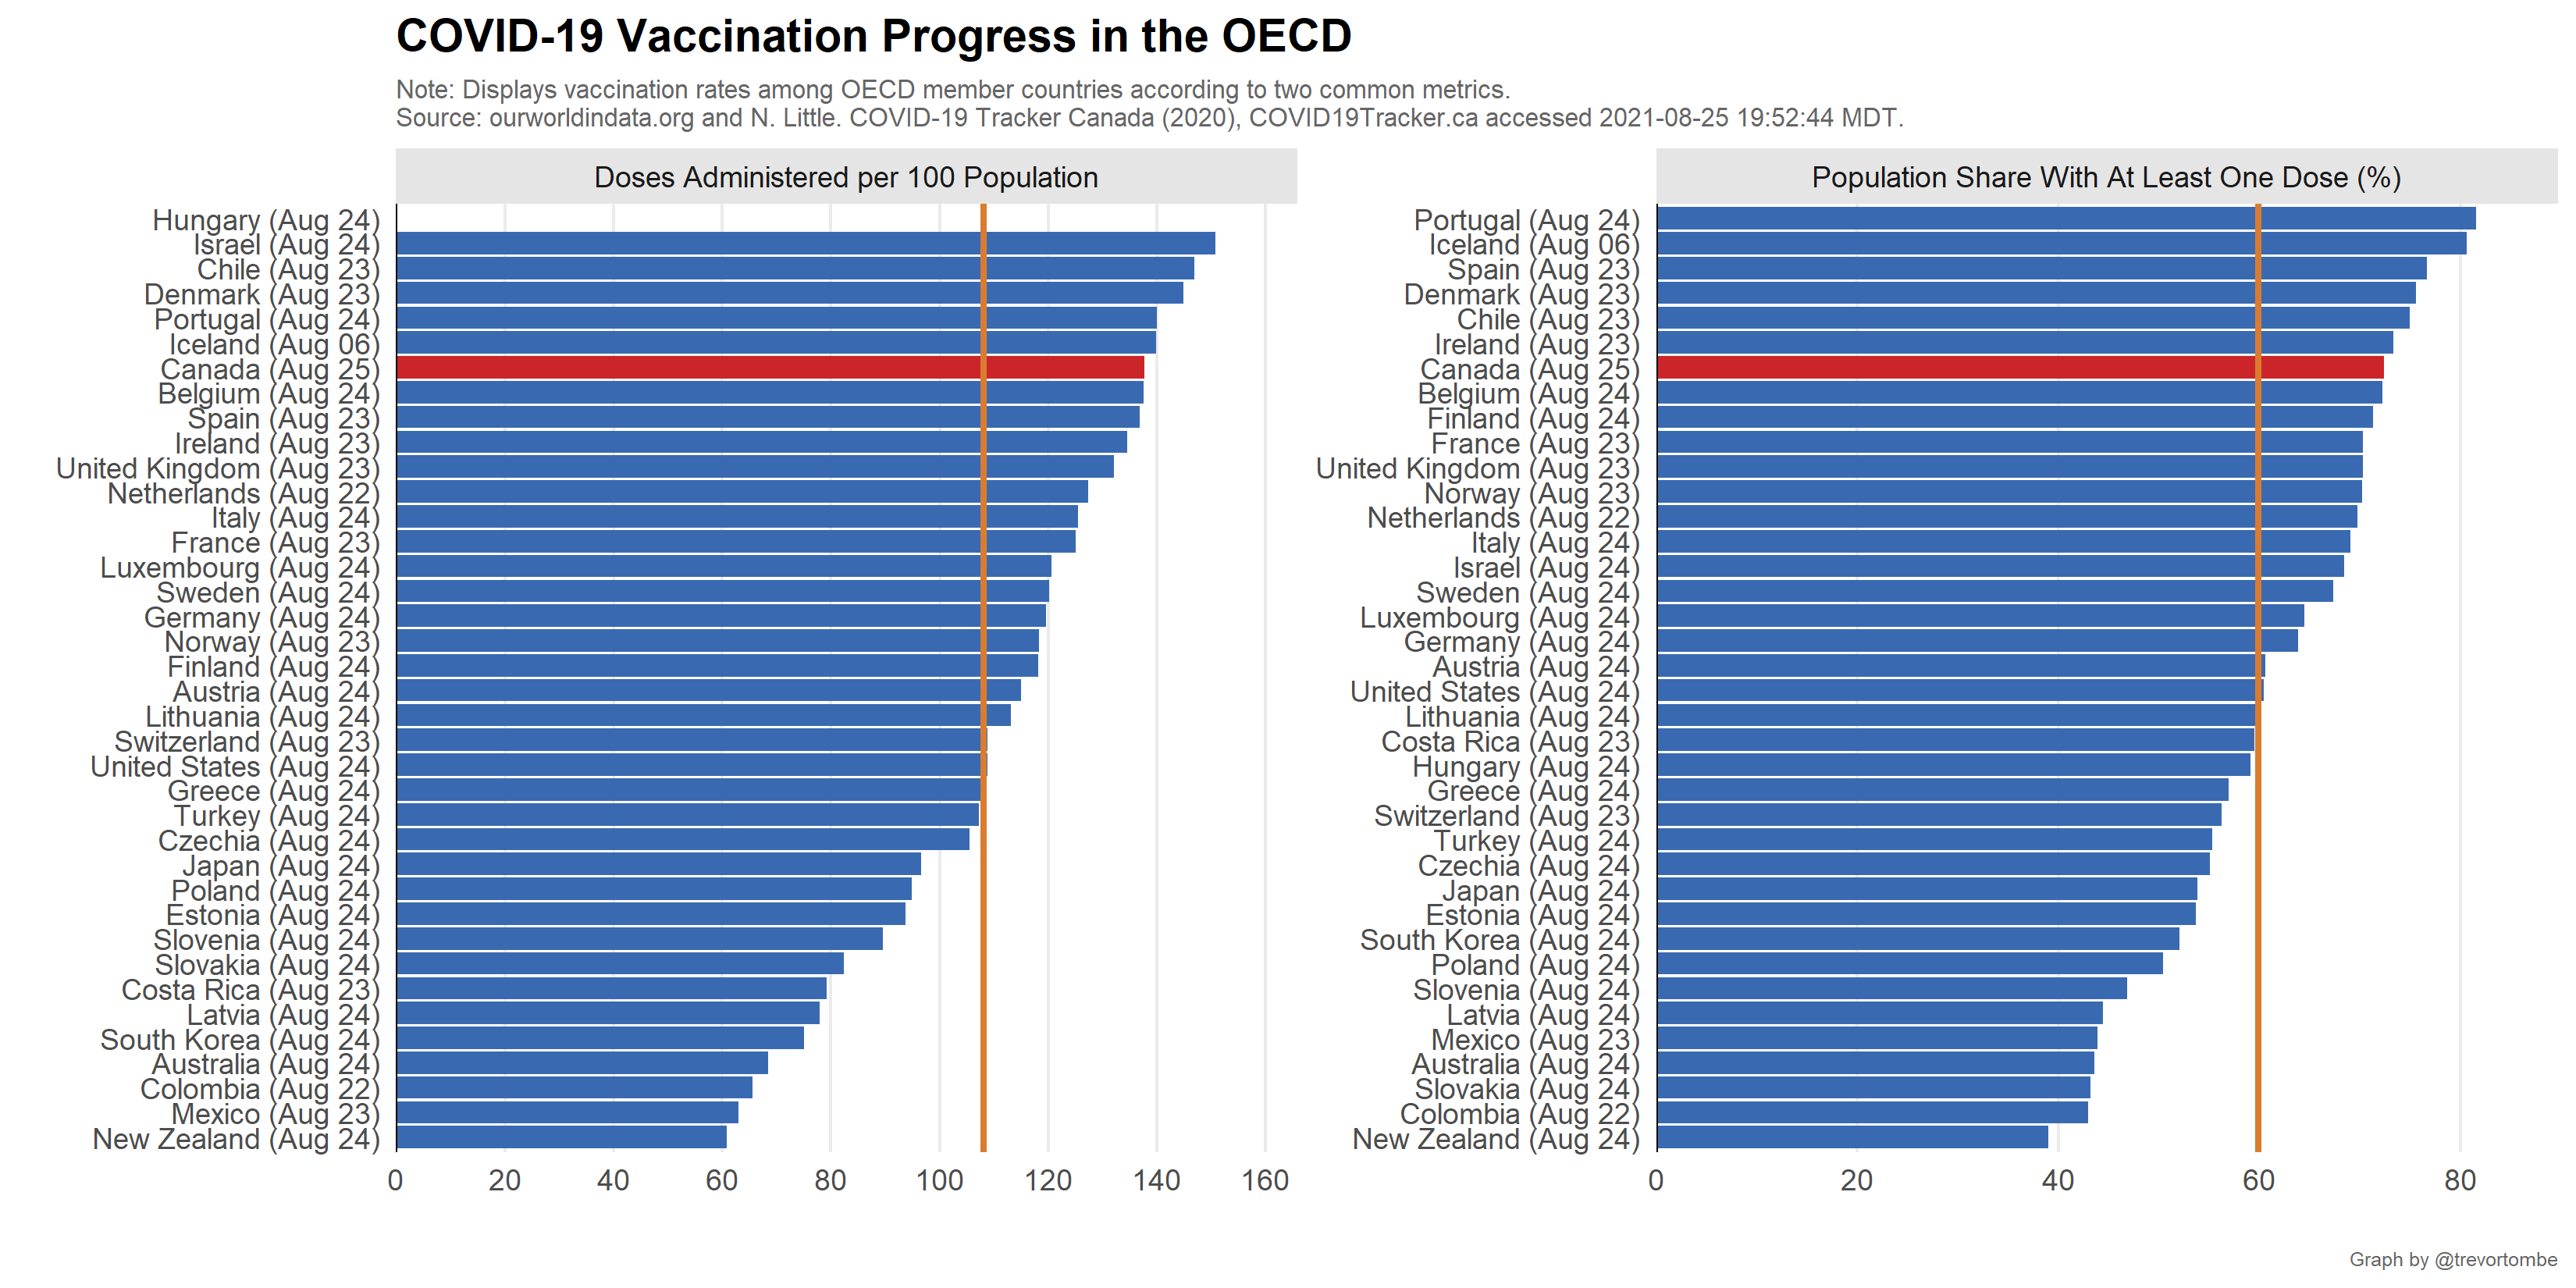 COVID-19 Vaccination Progress in the OECD
Note: Displays vaccination rates among OECD member countries according to two common metrics.
Source: ourworldindata.org and N. Little. COVID-19 Tracker Canada (2020), COVID19Tracker.ca accessed 2021-08-25 19:52:44 MDT.
Doses Administered per 100 Population
Hungary (Aug 24)
Israel (Aug 24)
Chile (Aug 23)
Denmark (Aug 23)
Portugal (Aug 24)
Iceland (Aug 06)
Canada (Aug 25)
Belgium (Aug 24)
Spain (Aug 23)
Ireland (Aug 23)
United Kingdom (Aug 23)
Netherlands (Aug 22)
Italy (Aug 24)
France (Aug 23)
Luxembourg (Aug 24)
Sweden (Aug 24)
Germany (Aug 24)
Norway (Aug 23)
Finland (Aug 24)
Austria (Aug 24)
Lithuania (Aug 24)
Switzerland (Aug 23)
United States (Aug 24)
Greece (Aug 24)
Turkey (Aug 24)
Czechia (Aug 24)
Japan (Aug 24)
Poland (Aug 24)
Estonia (Aug 24)
Slovenia (Aug 24)
Slovakia (Aug 24)
Costa Rica (Aug 23)
Latvia (Aug 24)
South Korea (Aug 24)
Australia (Aug 24)
Colombia (Aug 22)
Mexico (Aug 23)
New Zealand (Aug 24)
0 20 40 60 80 100 120 140 160
Population Share With At Least One Dose (%)
Portugal (Aug 24)
Iceland (Aug 06)
Spain (Aug 23)
Denmark (Aug 23)
Chile (Aug 23)
Ireland (Aug 23)
Canada (Aug 25)
Belgium (Aug 24)
Finland (Aug 24)
France (Aug 23)
United Kingdom (Aug 23)
Norway (Aug 23)
Netherlands (Aug 22)
Italy (Aug 24)
Israel (Aug 24)
Sweden (Aug 24)
Luxembourg (Aug 24)
Germany (Aug 24)
Austria (Aug 24)
United States (Aug 24)
Lithuania (Aug 24)
Costa Rica (Aug 23)
Hungary (Aug 24)
Greece (Aug 24)
Switzerland (Aug 23)
Turkey (Aug 24)
Czechia (Aug 24)
Japan (Aug 24)
Estonia (Aug 24)
South Korea (Aug 24)
Poland (Aug 24)
Slovenia (Aug 24)
Latvia (Aug 24)
Mexico (Aug 23)
Australia (Aug 24)
Slovakia (Aug 24)
Colombia (Aug 22)
New Zealand (Aug 24)
0 20 40 60 80
Graph by @trevortombe